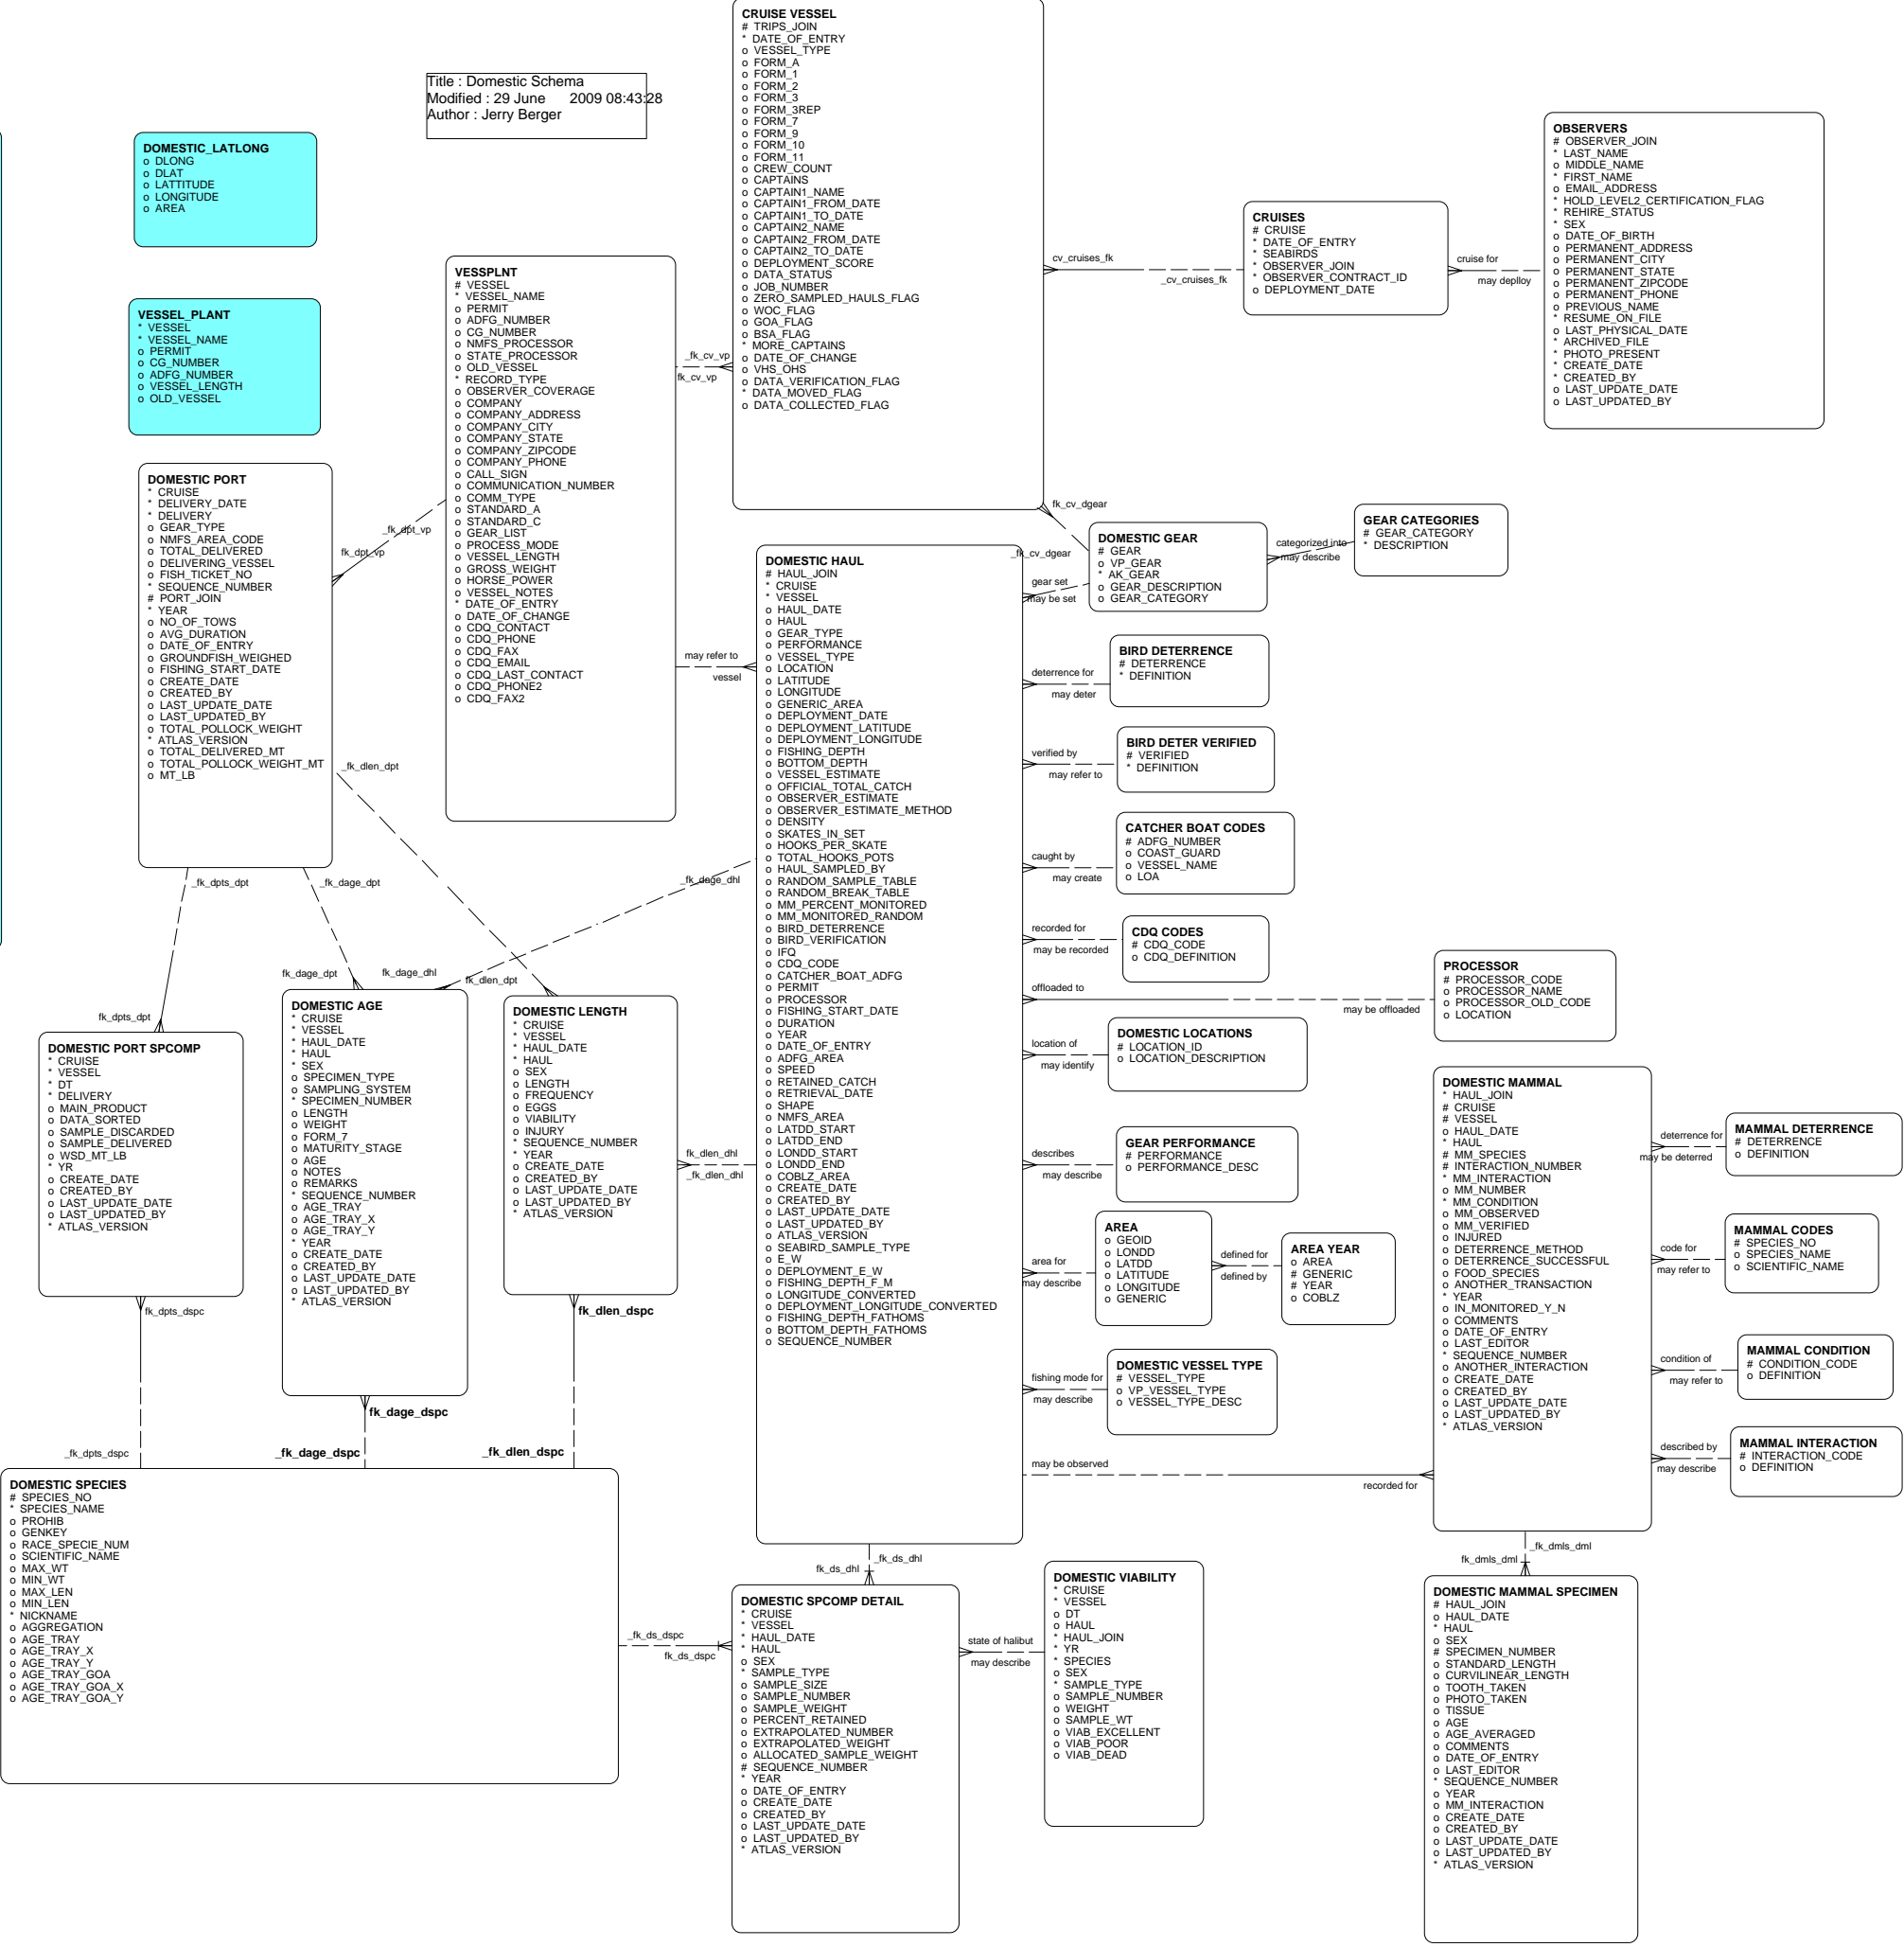 Title : Domestic Schema
Modified : 29 June 2009 08:43:28
Author : Jerry Berger
DOMESTIC_LATLONG
o DLONG
o DLAT
o LATTITUDE
o LONGITUDE
o AREA
VESSEL_PLANT
* VESSEL
* VESSEL_NAME
o PERMIT
o CG_NUMBER
o ADFG_NUMBER
o VESSEL_LENGTH
o OLD_VESSEL
DOMESTIC PORT
* CRUISE
* DELIVERY_DATE
* DELIVERY
o GEAR_TYPE
o NMFS_AREA_CODE
o TOTAL_DELIVERED
o DELIVERING_VESSEL
o FISH_TICKET_NO
* SEQUENCE_NUMBER
# PORT_JOIN
* YEAR
o NO_OF_TOWS
o AVG_DURATION
o DATE_OF_ENTRY
o GROUNDFISH_WEIGHED
o FISHING_START_DATE
o CREATE_DATE
o CREATED_BY
o LAST_UPDATE_DATE
o LAST_UPDATED_BY
o TOTAL_POLLOCK_WEIGHT
* ATLAS_VERSION
o TOTAL_DELIVERED_MT
o TOTAL_POLLOCK_WEIGHT_MT
o MT_LB
VESSPLNT
# VESSEL
* VESSEL_NAME
o PERMIT
o ADFG_NUMBER
o CG_NUMBER
o NMFS_PROCESSOR
o STATE_PROCESSOR
o OLD_VESSEL
* RECORD_TYPE
o OBSERVER_COVERAGE
o COMPANY
o COMPANY_ADDRESS
o COMPANY_CITY
o COMPANY_STATE
o COMPANY_ZIPCODE
o COMPANY_PHONE
o CALL_SIGN
o COMMUNICATION_NUMBER
o COMM_TYPE
o STANDARD_A
o STANDARD_C
o GEAR_LIST
o PROCESS_MODE
o VESSEL_LENGTH
o GROSS_WEIGHT
o HORSE_POWER
o VESSEL_NOTES
* DATE_OF_ENTRY
o DATE_OF_CHANGE
o CDQ_CONTACT
o CDQ_PHONE
o CDQ_FAX
o CDQ_EMAIL
o CDQ_LAST_CONTACT
o CDQ_PHONE2
o CDQ_FAX2
CRUISE VESSEL
# TRIPS_JOIN
* DATE_OF_ENTRY
o VESSEL_TYPE
o FORM_A
o FORM_1
o FORM_2
o FORM_3
o FORM_3REP
o FORM_7
o FORM_9
o FORM_10
o FORM_11
o CREW_COUNT
o CAPTAINS
o CAPTAIN1_NAME
o CAPTAIN1_FROM_DATE
o CAPTAIN1_TO_DATE
o CAPTAIN2_NAME
o CAPTAIN2_FROM_DATE
o CAPTAIN2_TO_DATE
o DEPLOYMENT_SCORE
o DATA_STATUS
o JOB_NUMBER
o ZERO_SAMPLED_HAULS_FLAG
o WOC_FLAG
o GOA_FLAG
o BSA_FLAG
* MORE_CAPTAINS
o DATE_OF_CHANGE
o VHS_OHS
o DATA_VERIFICATION_FLAG
* DATA_MOVED_FLAG
o DATA_COLLECTED_FLAG
cv_cruises_fk
_cv_cruises_fk
CRUISES
# CRUISE
* DATE_OF_ENTRY
* SEABIRDS
* OBSERVER_JOIN
* OBSERVER_CONTRACT_ID
o DEPLOYMENT_DATE
cruise for
may deplloy
OBSERVERS
# OBSERVER_JOIN
* LAST_NAME
o MIDDLE_NAME
* FIRST_NAME
o EMAIL_ADDRESS
* HOLD_LEVEL2_CERTIFICATION_FLAG
* REHIRE_STATUS
* SEX
o DATE_OF_BIRTH
o PERMANENT_ADDRESS
o PERMANENT_CITY
o PERMANENT_STATE
o PERMANENT_ZIPCODE
o PERMANENT_PHONE
o PREVIOUS_NAME
* RESUME_ON_FILE
o LAST_PHYSICAL_DATE
* ARCHIVED_FILE
* PHOTO_PRESENT
* CREATE_DATE
* CREATED_BY
o LAST_UPDATE_DATE
o LAST_UPDATED_BY
_fk_cv_vp
fk_cv_vp
_fk_dpt_vp
fk_dpt_vp
may refer to
vessel
fk_cv_dgear
_fk_cv_dgear
DOMESTIC GEAR
# GEAR
o VP_GEAR
* AK_GEAR
o GEAR_DESCRIPTION
o GEAR_CATEGORY
categorized into
may describe
GEAR CATEGORIES
# GEAR_CATEGORY
* DESCRIPTION
DOMESTIC HAUL
# HAUL_JOIN
* CRUISE
* VESSEL
o HAUL_DATE
o HAUL
o GEAR_TYPE
o PERFORMANCE
o VESSEL_TYPE
o LOCATION
o LATITUDE
o LONGITUDE
o GENERIC_AREA
o DEPLOYMENT_DATE
o DEPLOYMENT_LATITUDE
o DEPLOYMENT_LONGITUDE
o FISHING_DEPTH
o BOTTOM_DEPTH
o VESSEL_ESTIMATE
o OFFICIAL_TOTAL_CATCH
o OBSERVER_ESTIMATE
o OBSERVER_ESTIMATE_METHOD
o DENSITY
o SKATES_IN_SET
o HOOKS_PER_SKATE
o TOTAL_HOOKS_POTS
o HAUL_SAMPLED_BY
o RANDOM_SAMPLE_TABLE
o RANDOM_BREAK_TABLE
o MM_PERCENT_MONITORED
o MM_MONITORED_RANDOM
o BIRD_DETERRENCE
o BIRD_VERIFICATION
o IFQ
o CDQ_CODE
o CATCHER_BOAT_ADFG
o PERMIT
o PROCESSOR
o FISHING_START_DATE
o DURATION
o YEAR
o DATE_OF_ENTRY
o ADFG_AREA
o SPEED
o RETAINED_CATCH
o RETRIEVAL_DATE
o SHAPE
o NMFS_AREA
o LATDD_START
o LATDD_END
o LONDD_START
o LONDD_END
o COBLZ_AREA
o CREATE_DATE
o CREATED_BY
o LAST_UPDATE_DATE
o LAST_UPDATED_BY
o ATLAS_VERSION
o SEABIRD_SAMPLE_TYPE
o E_W
o DEPLOYMENT_E_W
o FISHING_DEPTH_F_M
o LONGITUDE_CONVERTED
o DEPLOYMENT_LONGITUDE_CONVERTED
o FISHING_DEPTH_FATHOMS
o BOTTOM_DEPTH_FATHOMS
o SEQUENCE_NUMBER
gear set
may be set
deterrence for
may deter
BIRD DETERRENCE
# DETERRENCE
* DEFINITION
verified by
may refer to
BIRD DETER VERIFIED
# VERIFIED
* DEFINITION
caught by
may create
CATCHER BOAT CODES
# ADFG_NUMBER
o COAST_GUARD
o VESSEL_NAME
o LOA
recorded for
may be recorded
CDQ CODES
# CDQ_CODE
o CDQ_DEFINITION
offloaded to
may be offloaded
PROCESSOR
# PROCESSOR_CODE
o PROCESSOR_NAME
o PROCESSOR_OLD_CODE
o LOCATION
location of
may identify
DOMESTIC LOCATIONS
# LOCATION_ID
o LOCATION_DESCRIPTION
describes
may describe
GEAR PERFORMANCE
# PERFORMANCE
o PERFORMANCE_DESC
area for
may describe
AREA
o GEOID
o LONDD
o LATDD
o LATITUDE
o LONGITUDE
o GENERIC
defined for
defined by
AREA YEAR
o AREA
# GENERIC
# YEAR
o COBLZ
fishing mode for
may describe
DOMESTIC VESSEL TYPE
# VESSEL_TYPE
o VP_VESSEL_TYPE
o VESSEL_TYPE_DESC
may be observed
recorded for
DOMESTIC MAMMAL
* HAUL_JOIN
# CRUISE
# VESSEL
o HAUL_DATE
* HAUL
# MM_SPECIES
# INTERACTION_NUMBER
* MM_INTERACTION
o MM_NUMBER
* MM_CONDITION
o MM_OBSERVED
o MM_VERIFIED
o INJURED
o DETERRENCE_METHOD
o DETERRENCE_SUCCESSFUL
o FOOD_SPECIES
o ANOTHER_TRANSACTION
* YEAR
o IN_MONITORED_Y_N
o COMMENTS
o DATE_OF_ENTRY
o LAST_EDITOR
* SEQUENCE_NUMBER
o ANOTHER_INTERACTION
o CREATE_DATE
o CREATED_BY
o LAST_UPDATE_DATE
o LAST_UPDATED_BY
* ATLAS_VERSION
deterrence for
may be deterred
MAMMAL DETERRENCE
# DETERRENCE
o DEFINITION
code for
may refer to
MAMMAL CODES
# SPECIES_NO
o SPECIES_NAME
o SCIENTIFIC_NAME
condition of
may refer to
MAMMAL CONDITION
# CONDITION_CODE
o DEFINITION
described by
may describe
MAMMAL INTERACTION
# INTERACTION_CODE
o DEFINITION
_fk_dlen_dpt
_fk_dpts_dpt
_fk_dage_dpt
_fk_dage_dhl
fk_dage_dpt
fk_dage_dhl
fk_dlen_dpt
fk_dpts_dpt
DOMESTIC PORT SPCOMP
* CRUISE
* VESSEL
* DT
* DELIVERY
o MAIN_PRODUCT
o DATA_SORTED
o SAMPLE_DISCARDED
o SAMPLE_DELIVERED
o WSD_MT_LB
* YR
o CREATE_DATE
o CREATED_BY
o LAST_UPDATE_DATE
o LAST_UPDATED_BY
* ATLAS_VERSION
DOMESTIC AGE
* CRUISE
* VESSEL
* HAUL_DATE
* HAUL
* SEX
o SPECIMEN_TYPE
o SAMPLING_SYSTEM
* SPECIMEN_NUMBER
o LENGTH
o WEIGHT
o FORM_7
o MATURITY_STAGE
o AGE
o NOTES
o REMARKS
* SEQUENCE_NUMBER
o AGE_TRAY
o AGE_TRAY_X
o AGE_TRAY_Y
* YEAR
o CREATE_DATE
o CREATED_BY
o LAST_UPDATE_DATE
o LAST_UPDATED_BY
* ATLAS_VERSION
DOMESTIC LENGTH
* CRUISE
* VESSEL
* HAUL_DATE
* HAUL
o SEX
o LENGTH
o FREQUENCY
o EGGS
o VIABILITY
o INJURY
* SEQUENCE_NUMBER
* YEAR
o CREATE_DATE
o CREATED_BY
o LAST_UPDATE_DATE
o LAST_UPDATED_BY
* ATLAS_VERSION
fk_dlen_dhl
_fk_dlen_dhl
fk_dpts_dspc
fk_dlen_dspc
fk_dage_dspc
_fk_dpts_dspc
_fk_dage_dspc
_fk_dlen_dspc
DOMESTIC SPECIES
# SPECIES_NO
* SPECIES_NAME
o PROHIB
o GENKEY
o RACE_SPECIE_NUM
o SCIENTIFIC_NAME
o MAX_WT
o MIN_WT
o MAX_LEN
o MIN_LEN
* NICKNAME
o AGGREGATION
o AGE_TRAY
o AGE_TRAY_X
o AGE_TRAY_Y
o AGE_TRAY_GOA
o AGE_TRAY_GOA_X
o AGE_TRAY_GOA_Y
_fk_ds_dspc
fk_ds_dspc
_fk_ds_dhl
fk_ds_dhl
DOMESTIC SPCOMP DETAIL
* CRUISE
* VESSEL
* HAUL_DATE
* HAUL
o SEX
* SAMPLE_TYPE
o SAMPLE_SIZE
o SAMPLE_NUMBER
o SAMPLE_WEIGHT
o PERCENT_RETAINED
o EXTRAPOLATED_NUMBER
o EXTRAPOLATED_WEIGHT
o ALLOCATED_SAMPLE_WEIGHT
# SEQUENCE_NUMBER
* YEAR
o DATE_OF_ENTRY
o CREATE_DATE
o CREATED_BY
o LAST_UPDATE_DATE
o LAST_UPDATED_BY
* ATLAS_VERSION
state of halibut
may describe
DOMESTIC VIABILITY
* CRUISE
* VESSEL
o DT
o HAUL
* HAUL_JOIN
* YR
* SPECIES
o SEX
* SAMPLE_TYPE
o SAMPLE_NUMBER
o WEIGHT
o SAMPLE_WT
o VIAB_EXCELLENT
o VIAB_POOR
o VIAB_DEAD
_fk_dmls_dml
fk_dmls_dml
DOMESTIC MAMMAL SPECIMEN
# HAUL_JOIN
o HAUL_DATE
* HAUL
o SEX
# SPECIMEN_NUMBER
o STANDARD_LENGTH
o CURVILINEAR_LENGTH
o TOOTH_TAKEN
o PHOTO_TAKEN
o TISSUE
o AGE
o AGE_AVERAGED
o COMMENTS
o DATE_OF_ENTRY
o LAST_EDITOR
* SEQUENCE_NUMBER
o YEAR
o MM_INTERACTION
o CREATE_DATE
o CREATED_BY
o LAST_UPDATE_DATE
o LAST_UPDATED_BY
* ATLAS_VERSION